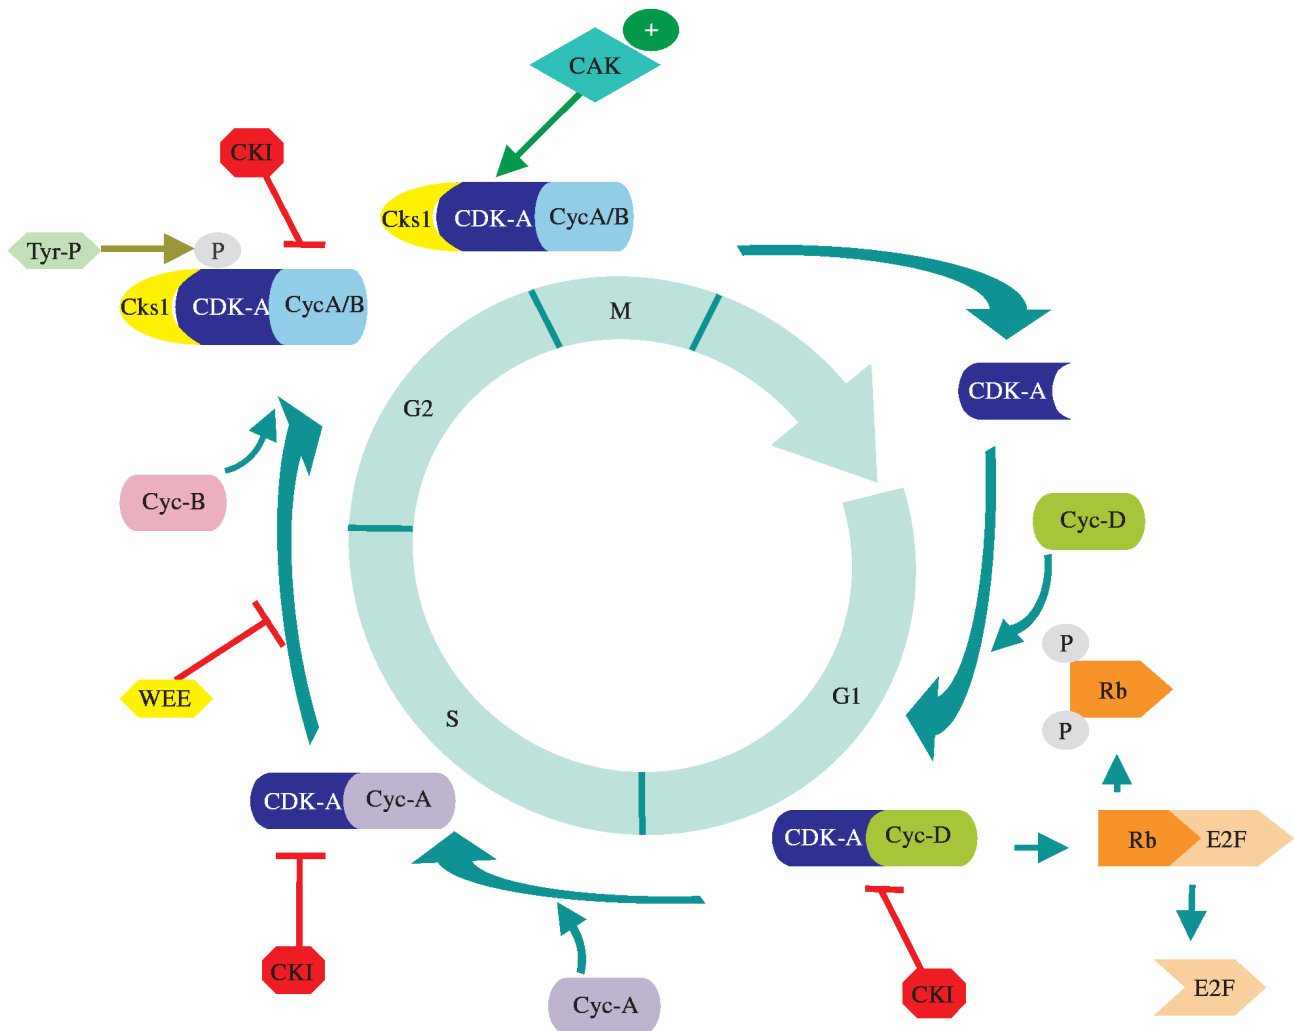 +
CAK
CKI
Cks1 CDK-A CycA/B
Tyr-P P
Cks1 CDK-A CycA/B
M
CDK-A
G2
Cyc-B
Cyc-D
P
Rb
P
WEE
G1
S
CDK-A Cyc-A
CDK-A Cyc-D
Rb E2F
CKI
CKI
Cyc-A
E2F